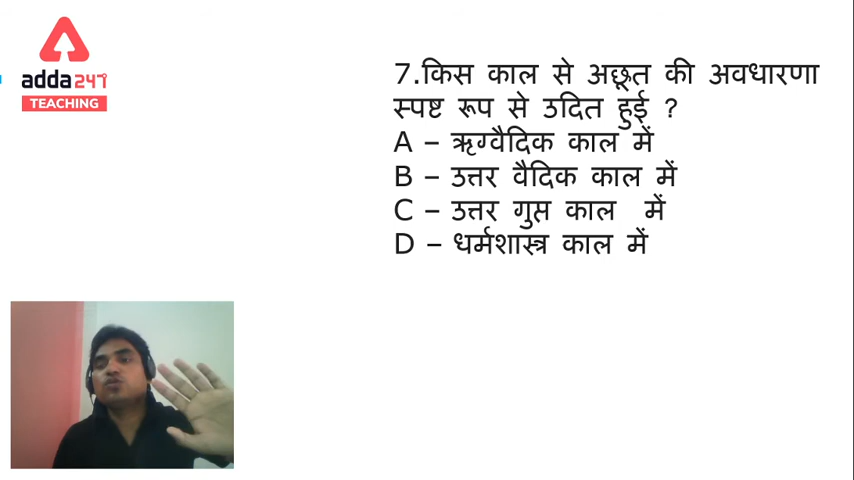 adda247
TEACHING
7.किस काल से अछूत की अवधारणा
स्पष्ट रूप से उदित हुई ?
A – ऋग्वैदिक काल में
B – उत्तर वैदिक काल में
C – उत्तर गुप्त काल में
D – धर्मशास्त्र काल में